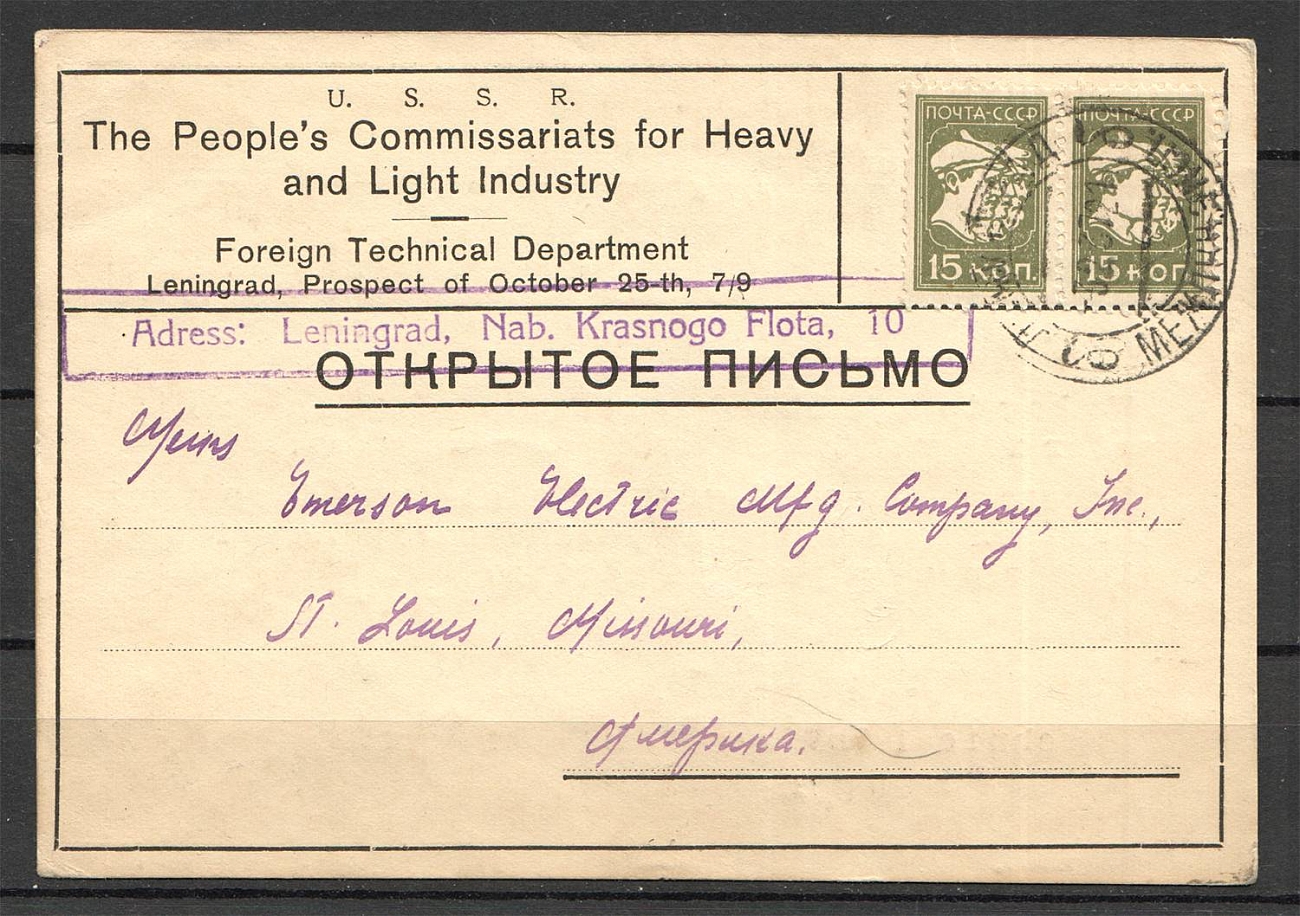 U. S. S. R.
The People's Commissariats for Heavy
and Light Industry
Foreign Technical Department
Leningrad, Prospect of October 25-th, 7/9
Adress: Leningrad, Nab. Krasnogo Flota, 10
ПОЧТА-СССР
15 КОП.
ПОЧТА-СССР
15 КОП.
ОТКРЫТОЕ ПИСЬМО
Emerson Electric Mfg. Company, Inc.,
St. Louis, Missouri,
Америка.